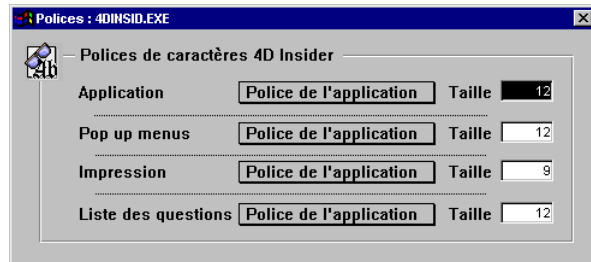 Polices : 4DINSID.EXE
Ab
Polices de caractères 4D Insider
Application Police de l'application Taille 12
Pop up menus Police de l'application Taille 12
Impression Police de l'application Taille 9
Liste des questions Police de l'application Taille 12